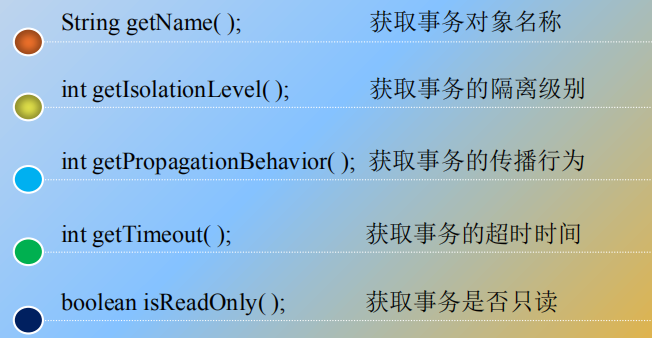 String getName( ); 获取事务对象名称
int getIsolationLevel( ); 获取事务的隔离级别
int getPropagationBehavior( ); 获取事务的传播行为
int getTimeout( ); 获取事务的超时时间
boolean isReadOnly( ); 获取事务是否只读